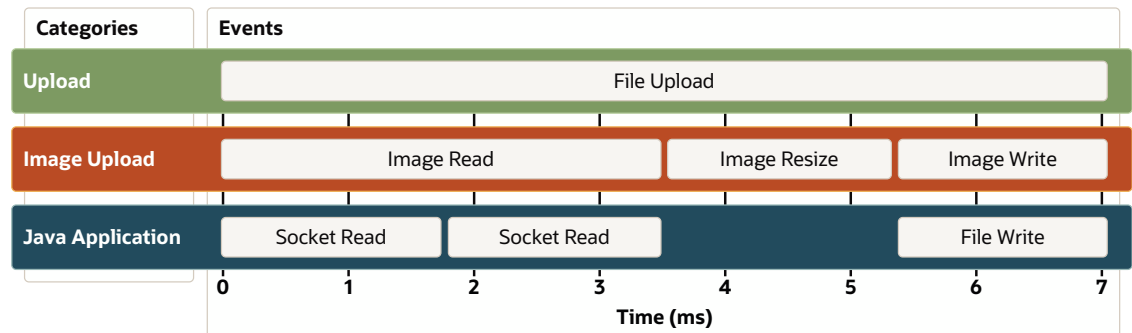 Categories Events
Upload File Upload
Image Upload Image Read Image Resize Image Write
Java Application Socket Read Socket Read File Write
0 1 2 3 4 5 6 7
Time (ms)